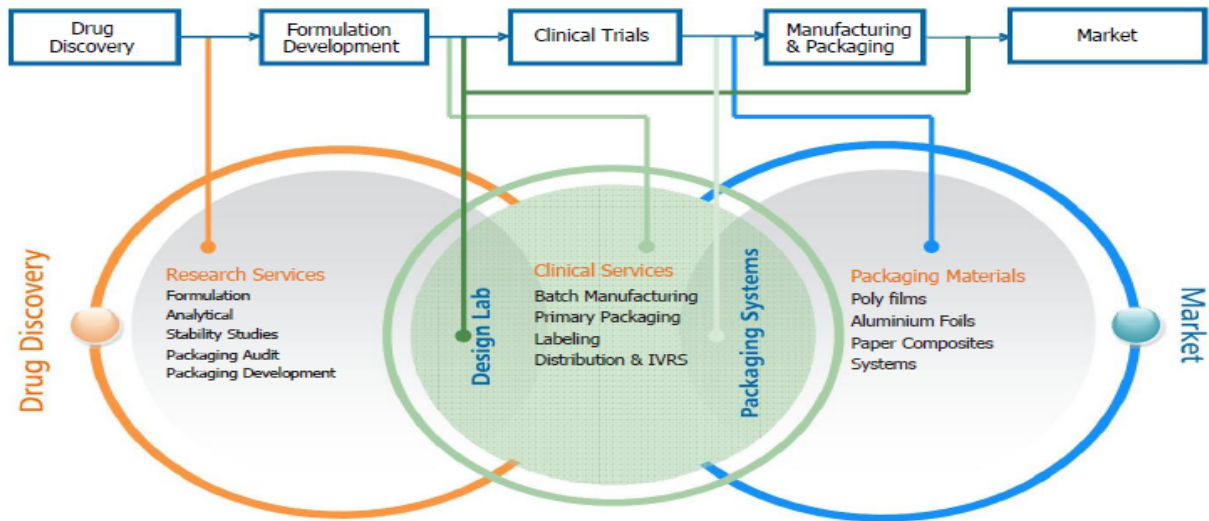 Drug
Discovery
Formulation
Development
Clinical Trials
Manufacturing
& Packaging
Market
Drug Discovery
Research Services
Formulation
Analytical
Stability Studies
Packaging Audit
Packaging Development
Design Lab
Clinical Services
Batch Manufacturing
Primary Packaging
Labeling
Distribution & IVRS
Packaging Systems
Packaging Materials
Poly films
Aluminium Foils
Paper Composites
Systems
Market